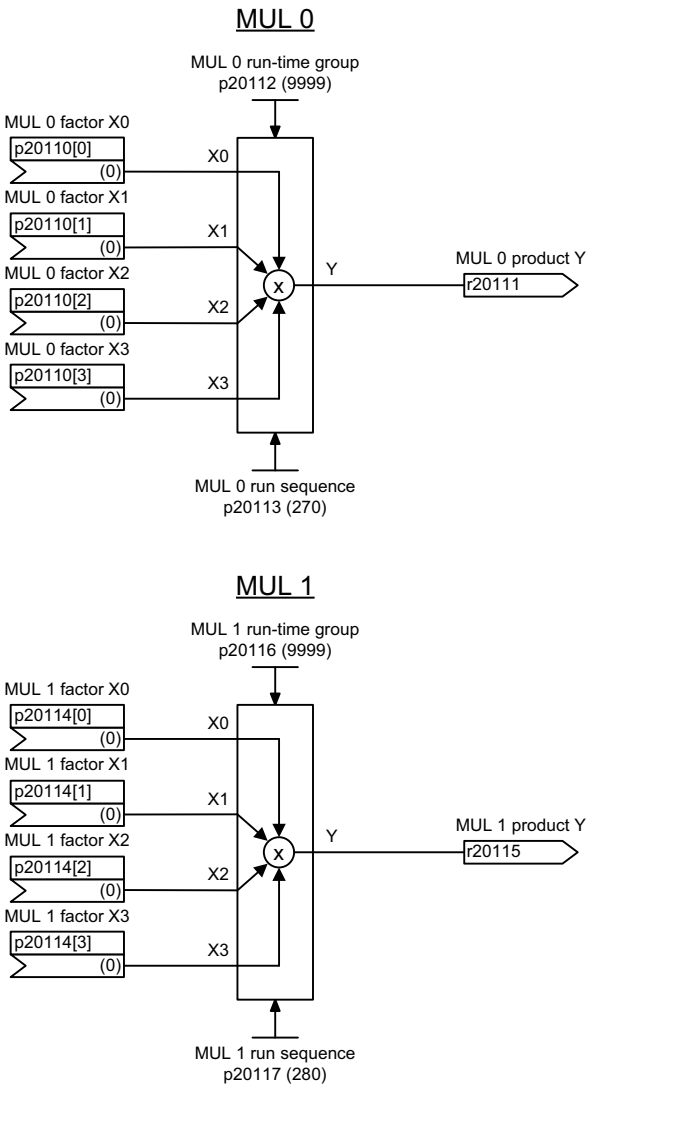 MUL 0
MUL 0 run-time group
p20112 (9999)
MUL 0 factor X0
p20110[0]
(0)
X0
MUL 0 factor X1
p20110[1]
(0)
X1
MUL 0 factor X2
p20110[2]
(0)
X2
MUL 0 factor X3
p20110[3]
(0)
X3
x
Y
MUL 0 product Y
r20111
MUL 0 run sequence
p20113 (270)
MUL 1
MUL 1 run-time group
p20116 (9999)
MUL 1 factor X0
p20114[0]
(0)
X0
MUL 1 factor X1
p20114[1]
(0)
X1
MUL 1 factor X2
p20114[2]
(0)
X2
MUL 1 factor X3
p20114[3]
(0)
X3
x
Y
MUL 1 product Y
r20115
MUL 1 run sequence
p20117 (280)